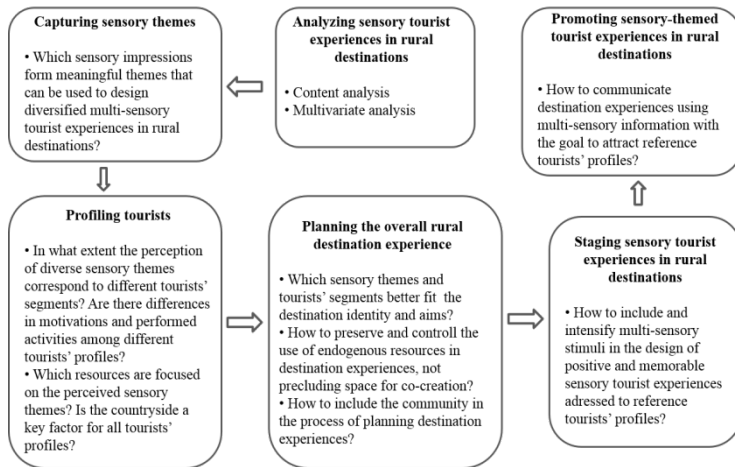 Capturing sensory themes
• Which sensory impressions
form meaningful themes that
can be used to design
diversified multi-sensory
tourist experiences in rural
destinations?
Analyzing sensory tourist
experiences in rural
destinations
• Content analysis
• Multivariate analysis
Promoting sensory-themed
tourist experiences in rural
destinations
• How to communicate
destination experiences using
multi-sensory information with
the goal to attract reference
tourists' profiles?
Profiling tourists
• In what extent the perception
of diverse sensory themes
correspond to different tourists'
segments? Are there differences
in motivations and performed
activities among different
tourists' profiles?
• Which resources are focused
on the perceived sensory
themes? Is the countryside a
key factor for all tourists'
profiles?
Planning the overall rural
destination experience
• Which sensory themes and
tourists' segments better fit the
destination identity and aims?
• How to preserve and controll the
use of endogenous resources in
destination experiences, not
precluding space for co-creation?
• How to include the community in
the process of planning destination
experiences?
Staging sensory tourist
experiences in rural
destinations
• How to include and
intensify multi-sensory
stimuli in the design of
positive and memorable
sensory tourist experiences
adressed to reference
tourists' profiles?